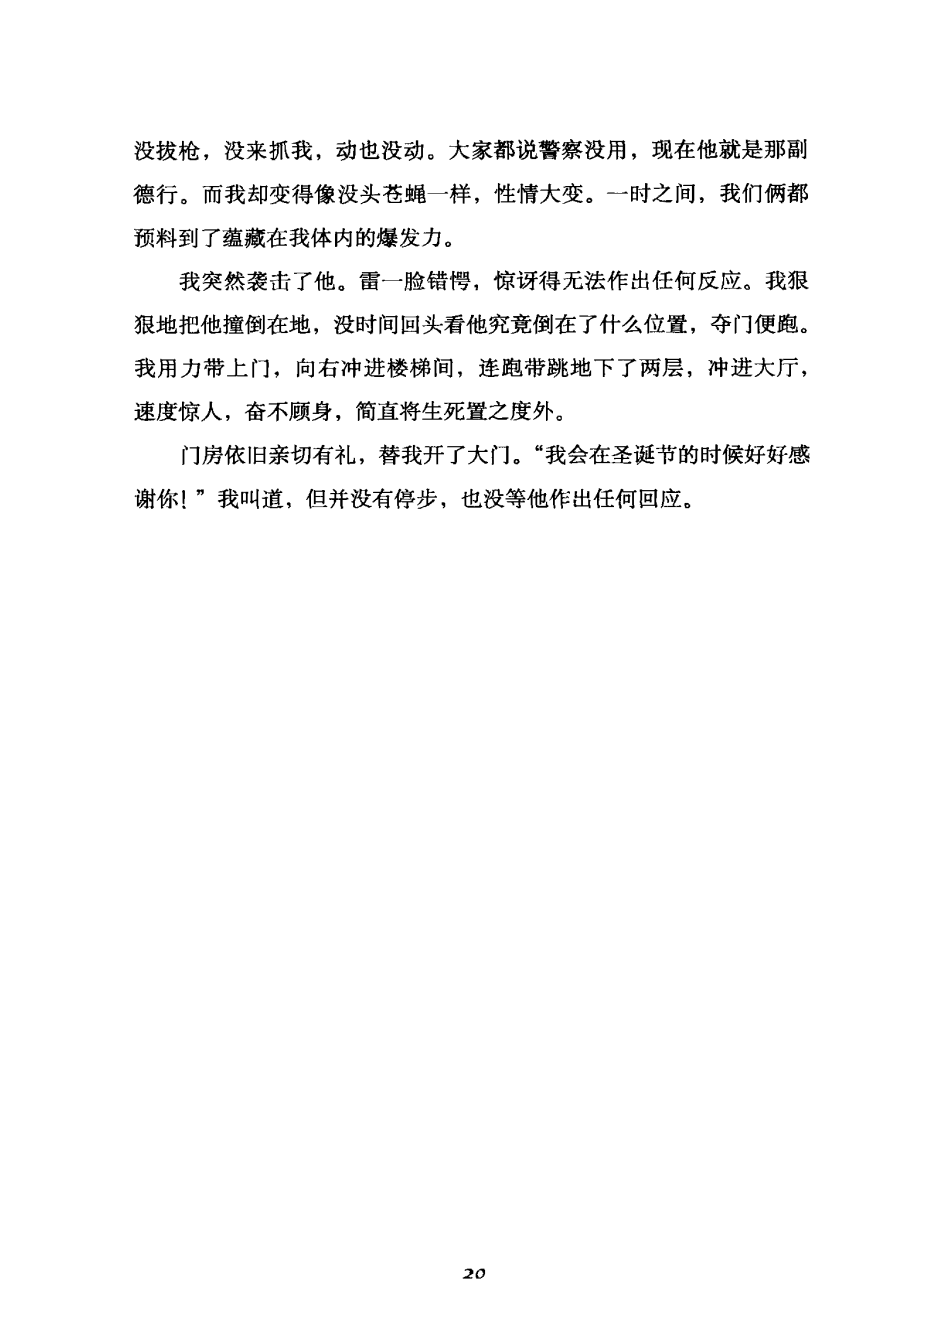 没拔枪，没来抓我，动也没动。大家都说警察没用，现在他就是那副
德行。而我却变得像没头苍蝇一样，性情大变。一时之间，我们俩都
预料到了蕴藏在我体内的爆发力。
我突然袭击了他。雷一脸错愕，惊讶得无法作出任何反应。我狠
狠地把他撞倒在地，没时间回头看他究竟倒在了什么位置，夺门便跑。
我用力带上门，向右冲进楼梯间，连跑带跳地下了两层，冲进大厅，
速度惊人，奋不顾身，简直将生死置之度外。
门房依旧亲切有礼，替我开了大门。“我会在圣诞节的时候好好感
谢你！”我叫道，但并没有停步，也没等他作出任何回应。
20